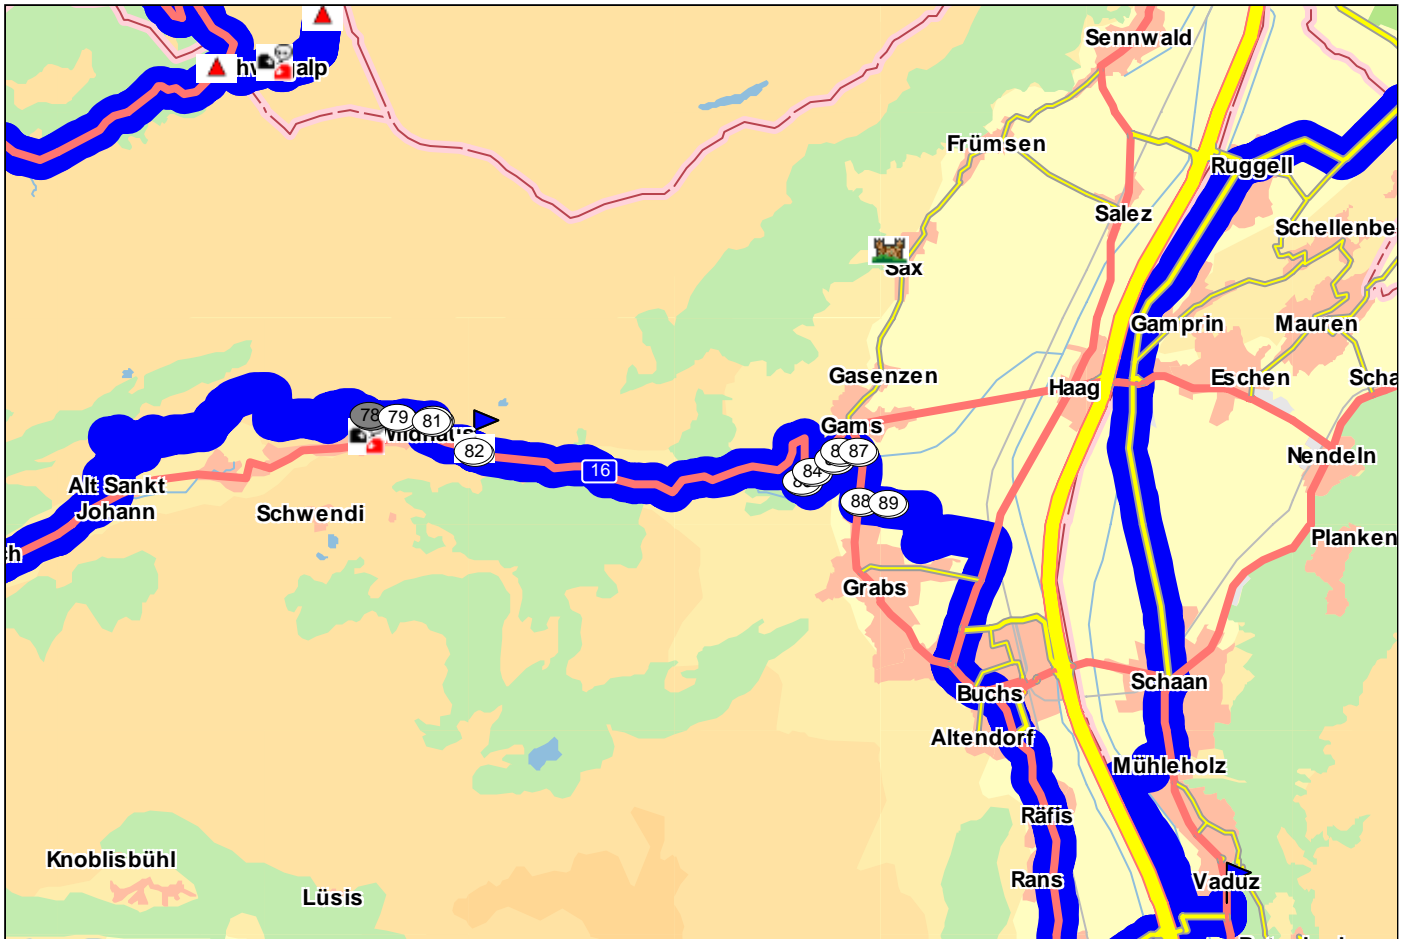 Sennwald
Frümsen
Ruggell
Salez
Schellenbe
Sax
Gamprin
Mauren
Gasenzen
Eschen
Scha
Haag
78
79
81
Gams
82
87
16
84
Nendeln
Alt Sankt
Johann
Schwendi
88
89
Planken
Grabs
Schaan
Buchs
Altendorf
Mühleholz
Räfis
Knoblisbühl
Rans
Vaduz
Lüsis